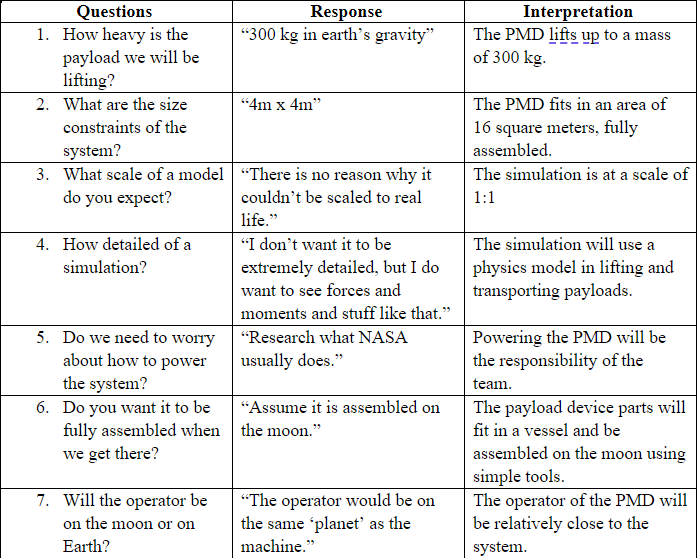 Questions
Response
Interpretation
1. How heavy is the
payload we will be
lifting?
“300 kg in earth’s gravity”
The PMD lifts up to a mass
of 300 kg.
2. What are the size
constraints of the
system?
“4m x 4m”
The PMD fits in an area of
16 square meters, fully
assembled.
3. What scale of a model
do you expect?
“There is no reason why it
couldn’t be scaled to real
life.”
The simulation is at a scale of
1:1
4. How detailed of a
simulation?
“I don’t want it to be
extremely detailed, but I do
want to see forces and
moments and stuff like that.”
The simulation will use a
physics model in lifting and
transporting payloads.
5. Do we need to worry
about how to power
the system?
“Research what NASA
usually does.”
Powering the PMD will be
the responsibility of the
team.
6. Do you want it to be
fully assembled when
we get there?
“Assume it is assembled on
the moon.”
The payload device parts will
fit in a vessel and be
assembled on the moon using
simple tools.
7. Will the operator be
on the moon or on
Earth?
“The operator would be on
the same ‘planet’ as the
machine.”
The operator of the PMD will
be relatively close to the
system.